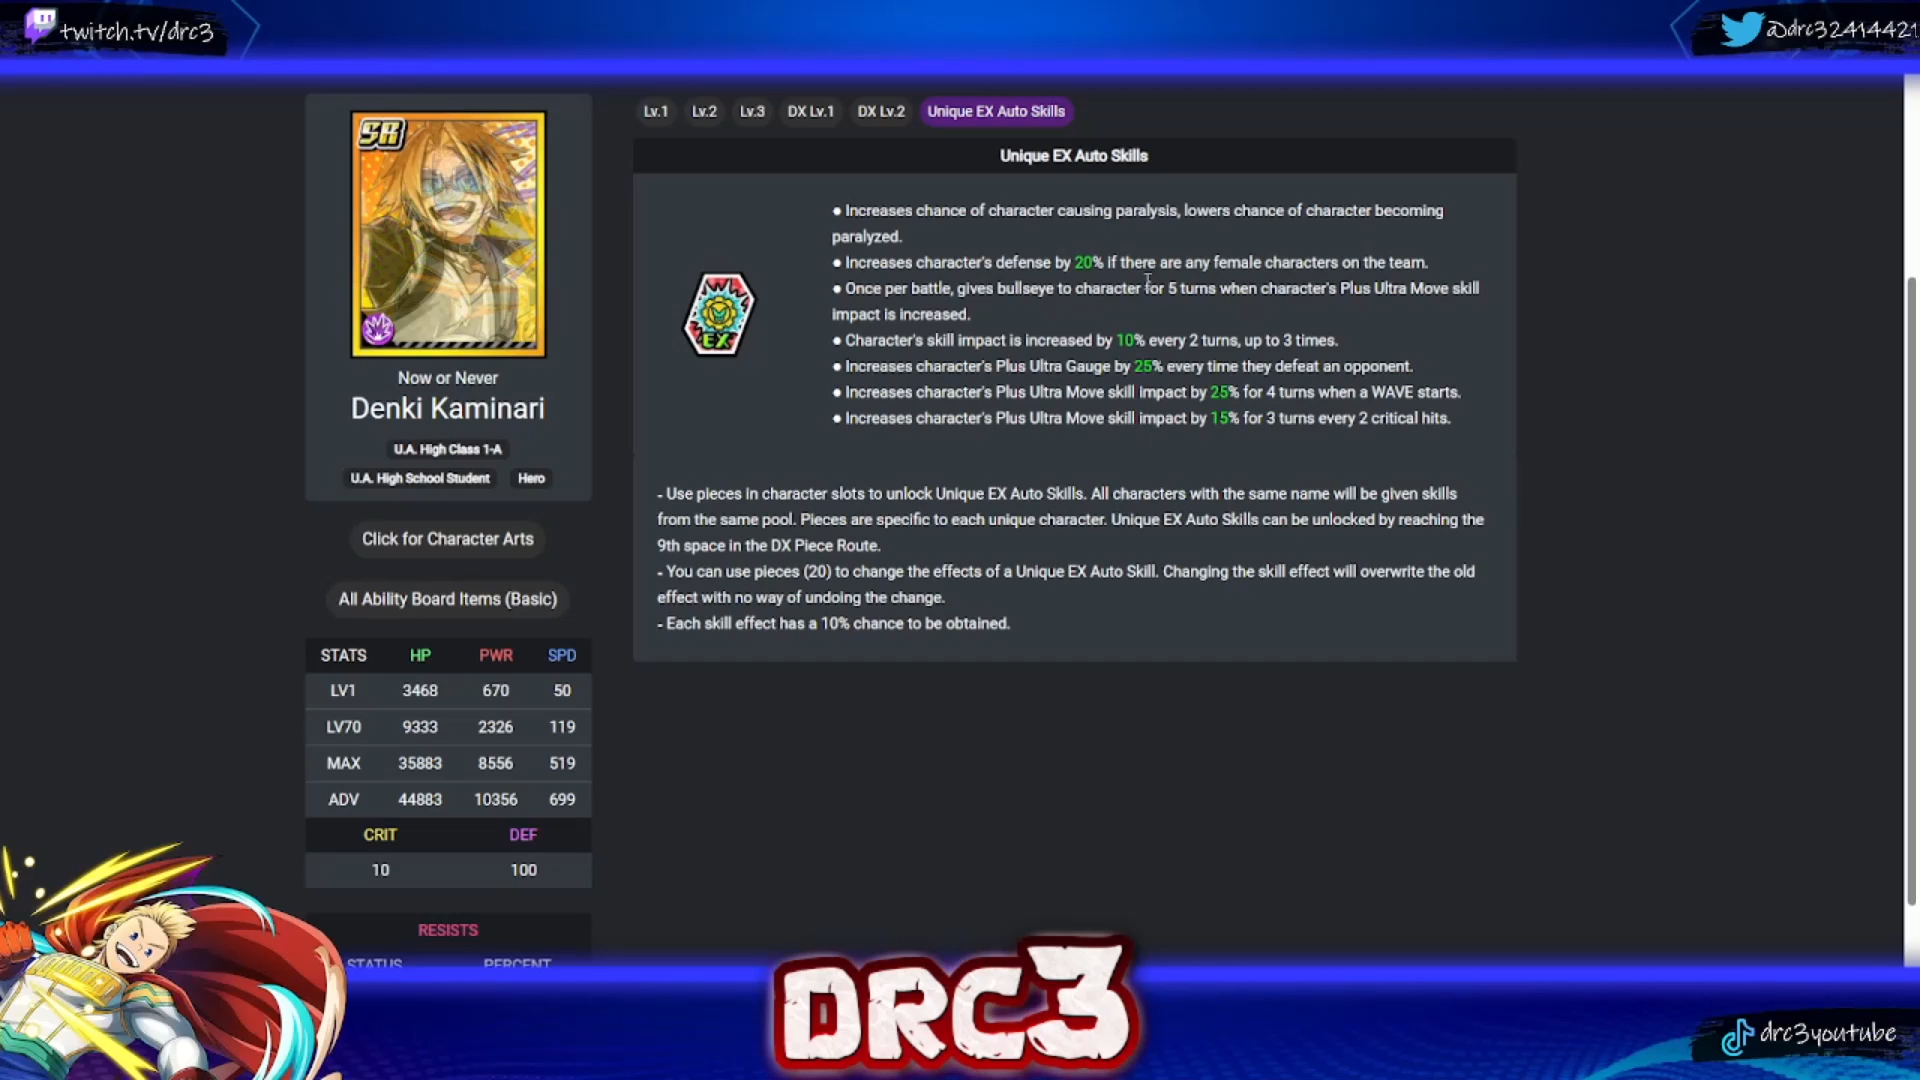 twitch.tv/drc3
@drc32414421
Lv.1 Lv.2 Lv.3 DX Lv.1 DX Lv.2 Unique EX Auto Skills
Unique EX Auto Skills
SR
EX
● Increases chance of character causing paralysis, lowers chance of character becoming
paralyzed.
● Increases character's defense by 20% if there are any female characters on the team.
● Once per battle, gives bullseye to character for 5 turns when character's Plus Ultra Move skill
impact is increased.
● Character's skill impact is increased by 10% every 2 turns, up to 3 times.
● Increases character's Plus Ultra Gauge by 25% every time they defeat an opponent.
● Increases character's Plus Ultra Move skill impact by 25% for 4 turns when a WAVE starts.
● Increases character's Plus Ultra Move skill impact by 15% for 3 turns every 2 critical hits.
- Use pieces in character slots to unlock Unique EX Auto Skills. All characters with the same name will be given skills
from the same pool. Pieces are specific to each unique character. Unique EX Auto Skills can be unlocked by reaching the
9th space in the DX Piece Route.
- You can use pieces (20) to change the effects of a Unique EX Auto Skill. Changing the skill effect will overwrite the old
effect with no way of undoing the change.
- Each skill effect has a 10% chance to be obtained.
Now or Never
Denki Kaminari
U.A. High Class 1-A
U.A. High School Student Hero
Click for Character Arts
All Ability Board Items (Basic)
STATS HP PWR SPD
LV1 3468 670 50
LV70 9333 2326 119
MAX 35883 8556 519
ADV 44883 10356 699
CRIT DEF
10 100
RESISTS
STATUS PERCENT
DRC3
drc3youtube